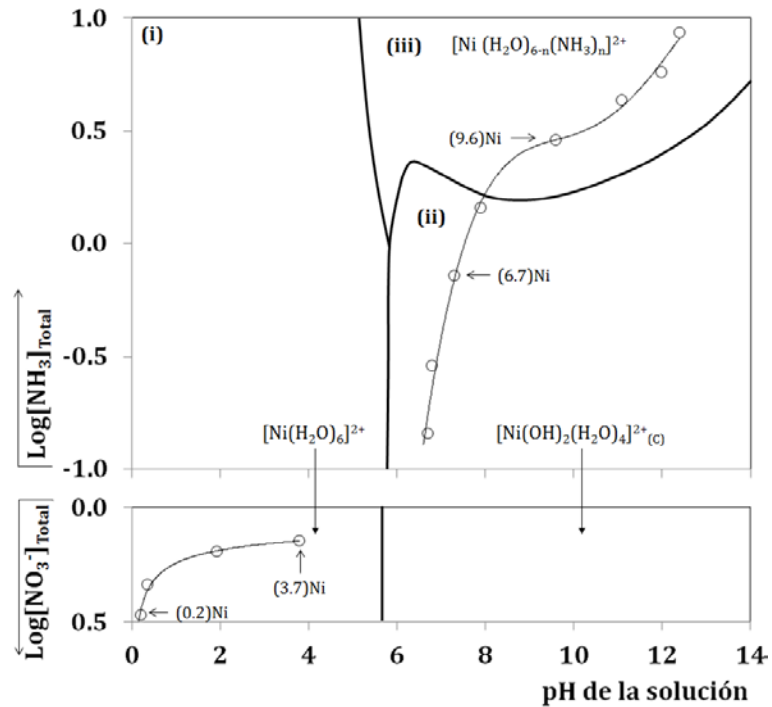 1.0
(i)
(iii)
[Ni (H₂O)₆₋ₙ(NH₃)ₙ]²⁺
0.5
(9.6)Ni
(ii)
0.0
(6.7)Ni
-0.5
[Ni(H₂O)₆]²⁺
[Ni(OH)₂(H₂O)₄]²⁺(C)
-1.0
Log[NH₃]Total
0.0
(3.7)Ni
(0.2)Ni
0.5
Log[NO₃⁻]Total
0 2 4 6 8 10 12 14
pH de la solución